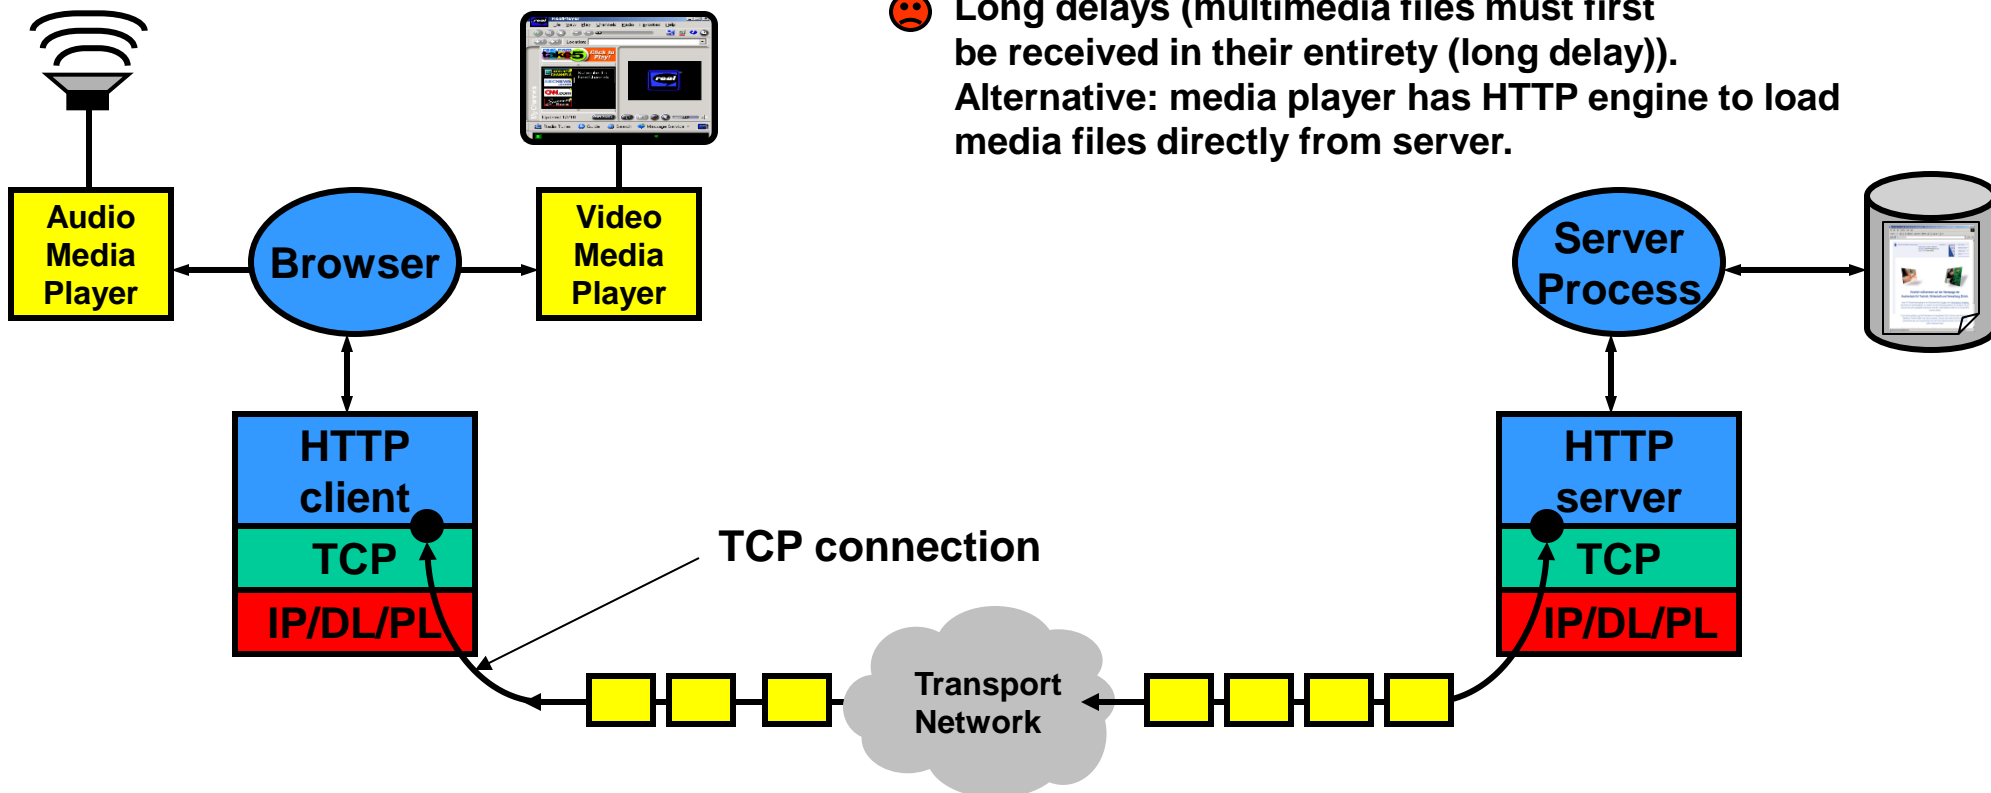 Long delays (multimedia files must first
be received in their entirety (long delay)).
Alternative: media player has HTTP engine to load
media files directly from server.
Audio
Media
Player
Browser
Video
Media
Player
Server
Process
HTTP
client
TCP
IP/DL/PL
TCP connection
Transport
Network
HTTP
server
TCP
IP/DL/PL